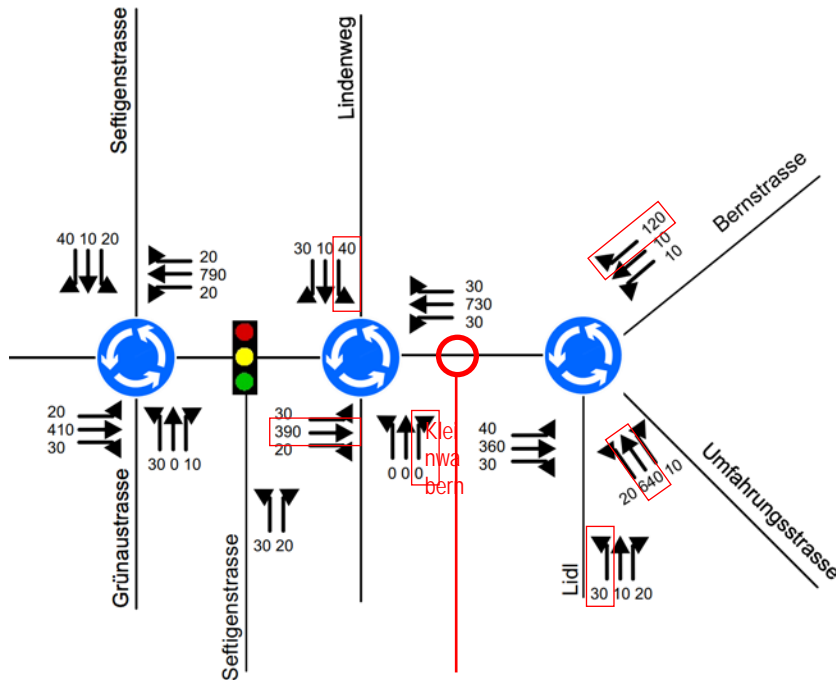 Seftigenstrasse
Lindenweg
Bernstrasse
40 10 20
20
790
20
30 10 40
30
730
30
120
10
10
20
410
30
30 0 10
30
390
20
0 0 0
Klei
nwa
bern
40
360
30
20 640 10
30 20
30 10 20
Grünaustrasse
Seftigenstrasse
Lidl
Umfahrungsstrasse